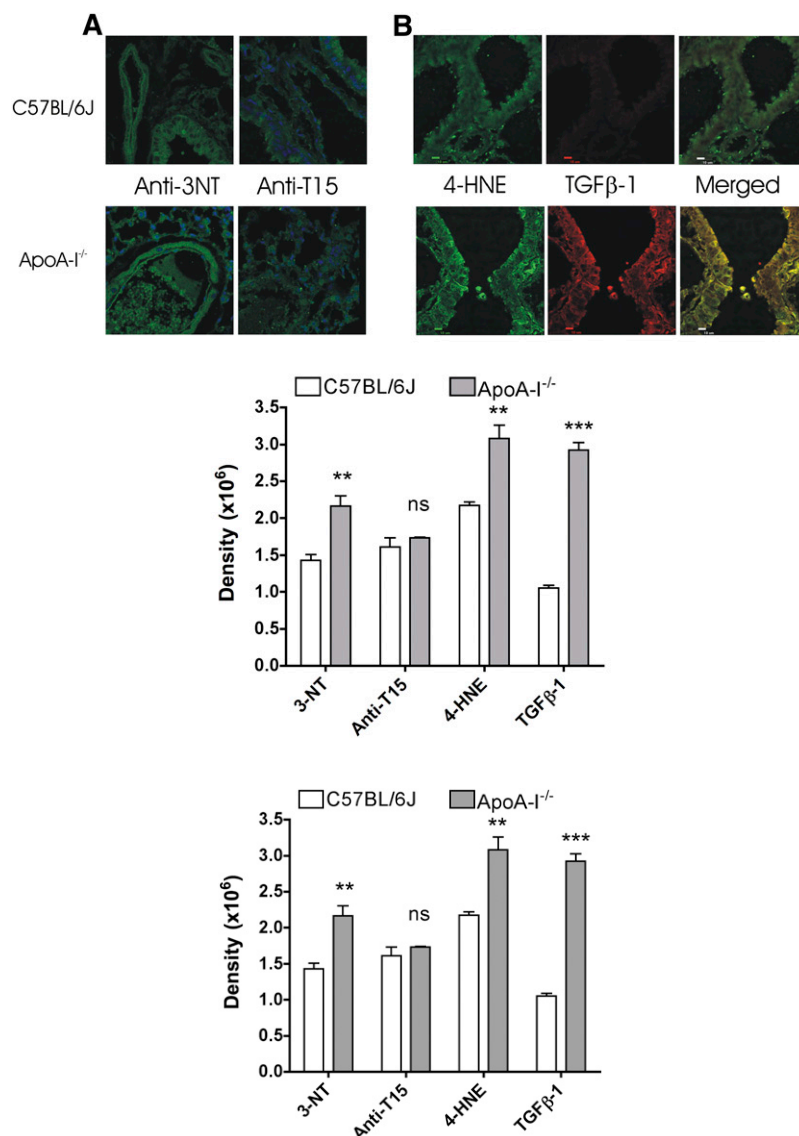 A
B
C57BL/6J
Anti-3NT
Anti-T15
4-HNE
TGFβ-1
Merged
ApoA-I-/-
C57BL/6J
ApoA-I-/-
Density (x10⁶)
3.5
3.0
2.5
2.0
1.5
1.0
0.5
0.0
**
ns
**
***
3-NT
Anti-T15
4-HNE
TGFβ-1
C57BL/6J
ApoA-I-/-
Density (x10⁶)
3.5
3.0
2.5
2.0
1.5
1.0
0.5
0.0
**
ns
**
***
3-NT
Anti-T15
4-HNE
TGFβ-1